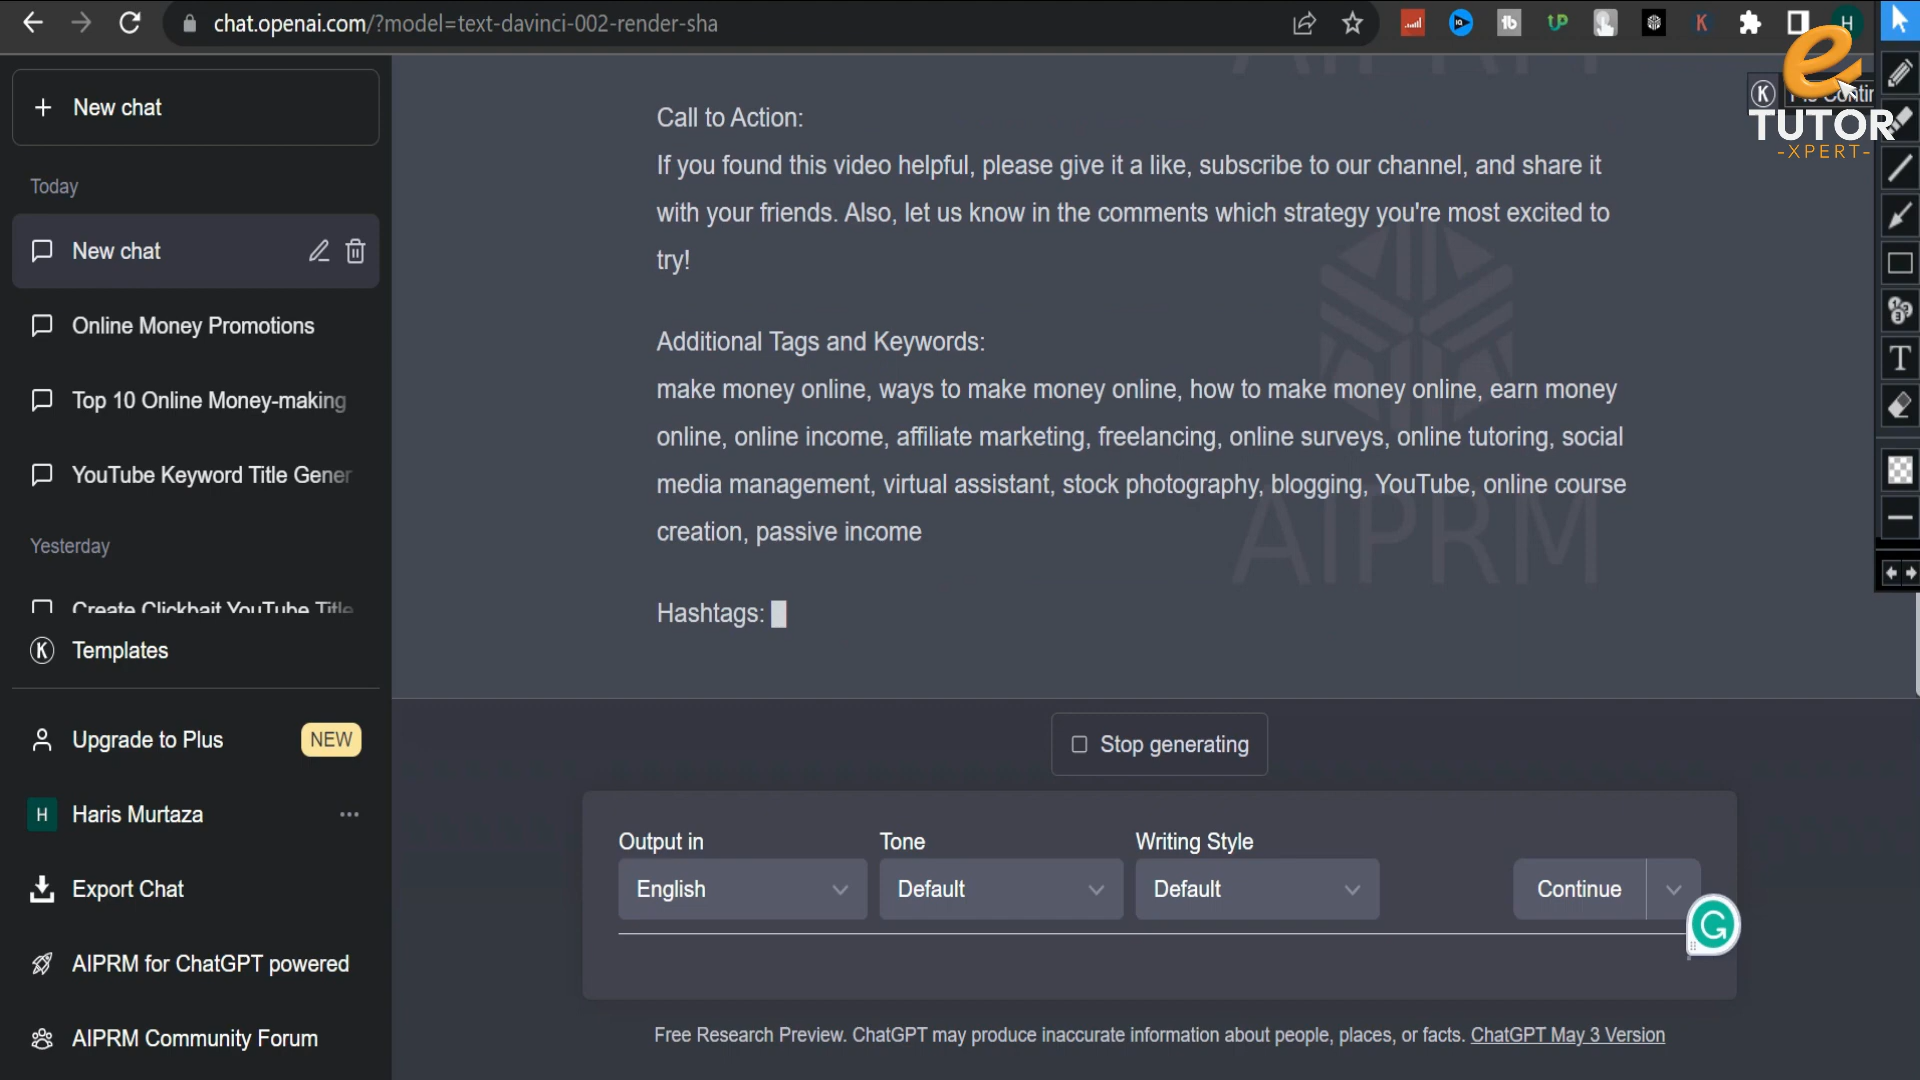 chat.openai.com/?model=text-davinci-002-render-sha
New chat
Today
New chat
Online Money Promotions
Top 10 Online Money-making
YouTube Keyword Title Gener
Yesterday
Create Clickbait YouTube Title
Templates
Upgrade to Plus NEW
H Haris Murtaza
Export Chat
AIPRM for ChatGPT powered
AIPRM Community Forum
Call to Action:
If you found this video helpful, please give it a like, subscribe to our channel, and share it
with your friends. Also, let us know in the comments which strategy you're most excited to
try!
Additional Tags and Keywords:
make money online, ways to make money online, how to make money online, earn money
online, online income, affiliate marketing, freelancing, online surveys, online tutoring, social
media management, virtual assistant, stock photography, blogging, YouTube, online course
creation, passive income
AIPRM
Hashtags:
Stop generating
Output in Tone Writing Style
English Default Default Continue
Free Research Preview. ChatGPT may produce inaccurate information about people, places, or facts. ChatGPT May 3 Version
e
TUTOR
-XPERT-